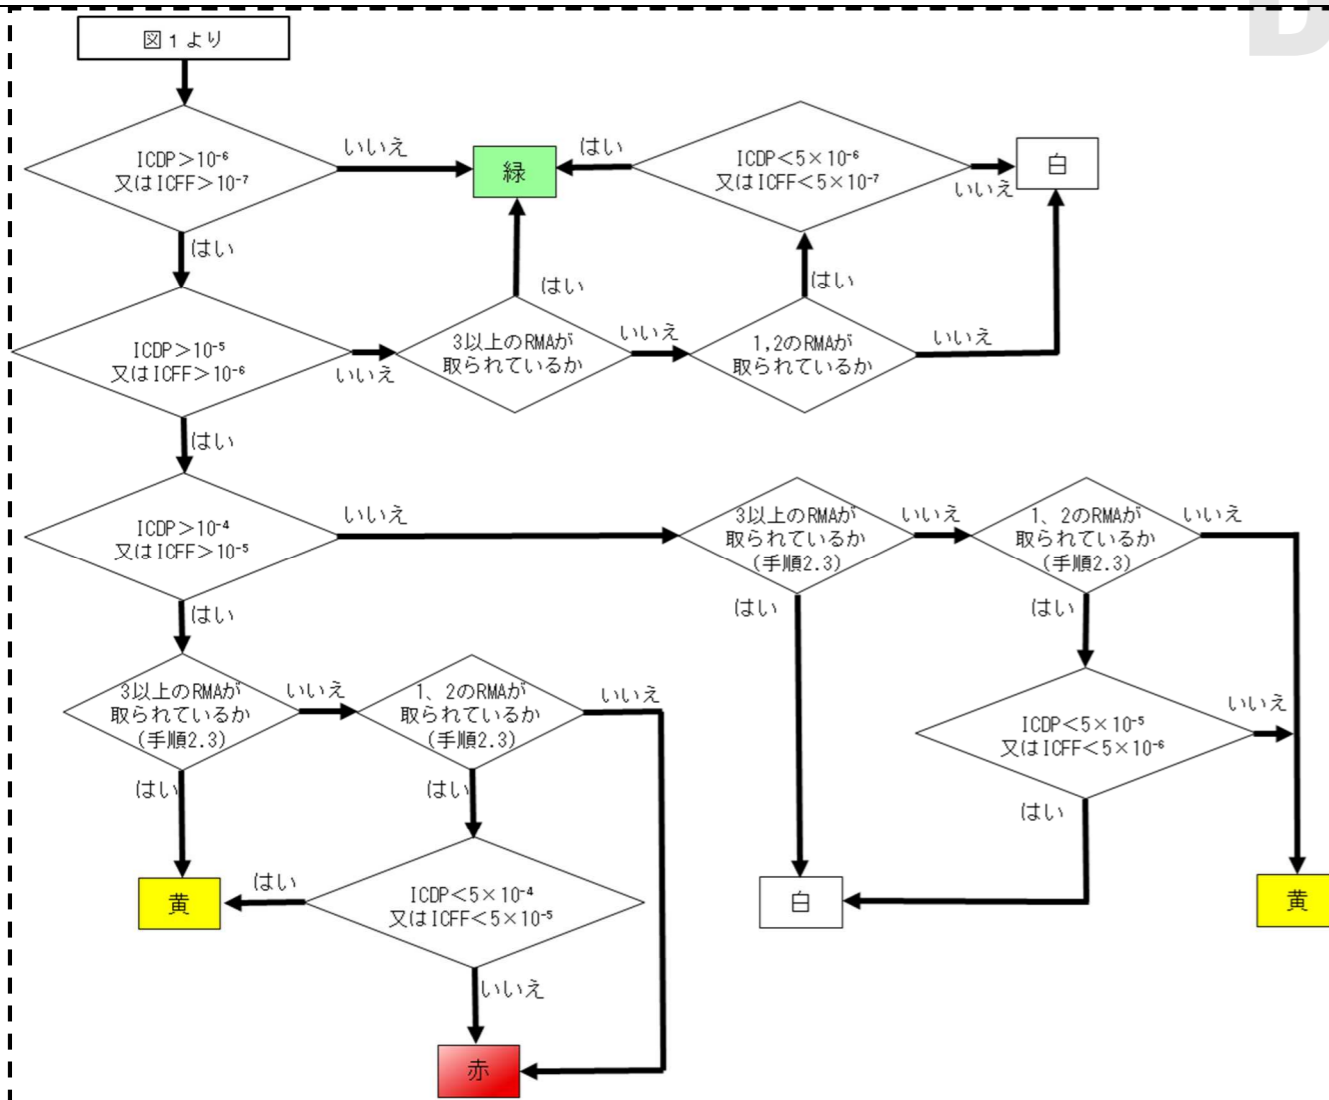 図1より
ICDP＞10⁻⁶
又はICFF＞10⁻⁷
いいえ
はい
緑
はい
ICDP＜5×10⁻⁶
又はICFF＜5×10⁻⁷
いいえ
白
ICDP＞10⁻⁵
又はICFF＞10⁻⁶
いいえ
はい
3以上のRMAが
取られているか
はい
いいえ
1,2のRMAが
取られているか
はい
いいえ
ICDP＞10⁻⁴
又はICFF＞10⁻⁵
いいえ
はい
3以上のRMAが
取られているか
(手順2.3)
いいえ
はい
1、2のRMAが
取られているか
(手順2.3)
いいえ
はい
ICDP＜5×10⁻⁵
又はICFF＜5×10⁻⁶
いいえ
はい
3以上のRMAが
取られているか
(手順2.3)
いいえ
はい
1、2のRMAが
取られているか
(手順2.3)
いいえ
はい
黄
はい
ICDP＜5×10⁻⁴
又はICFF＜5×10⁻⁵
いいえ
白
黄
赤